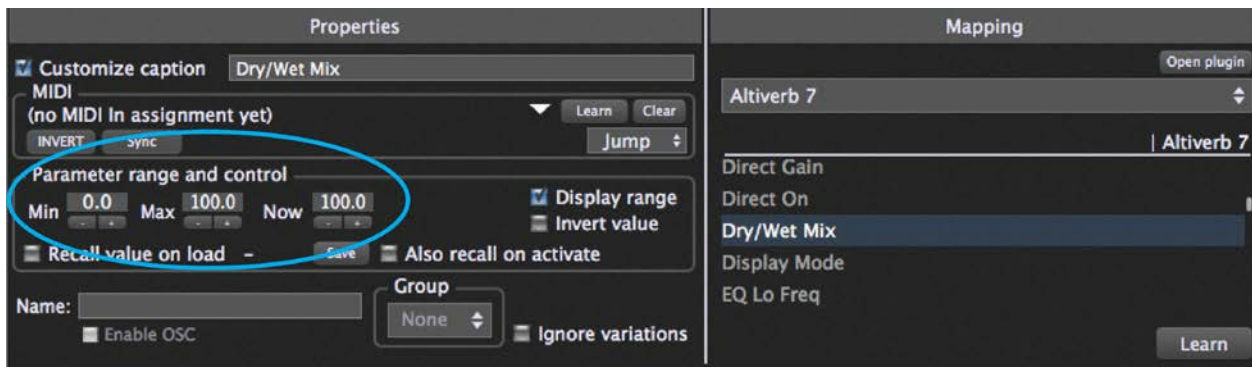 Properties
Customize caption Dry/Wet Mix
MIDI
(no MIDI In assignment yet) Learn Clear
INVERT Sync Jump
Parameter range and control
Min 0.0 Max 100.0 Now 100.0 Display range
- + - + - + Invert value
Recall value on load - Save Also recall on activate
Name: Group
None
Enable OSC Ignore variations
Mapping
Open plugin
Altiverb 7
| Altiverb 7
Direct Gain
Direct On
Dry/Wet Mix
Display Mode
EQ Lo Freq
Learn